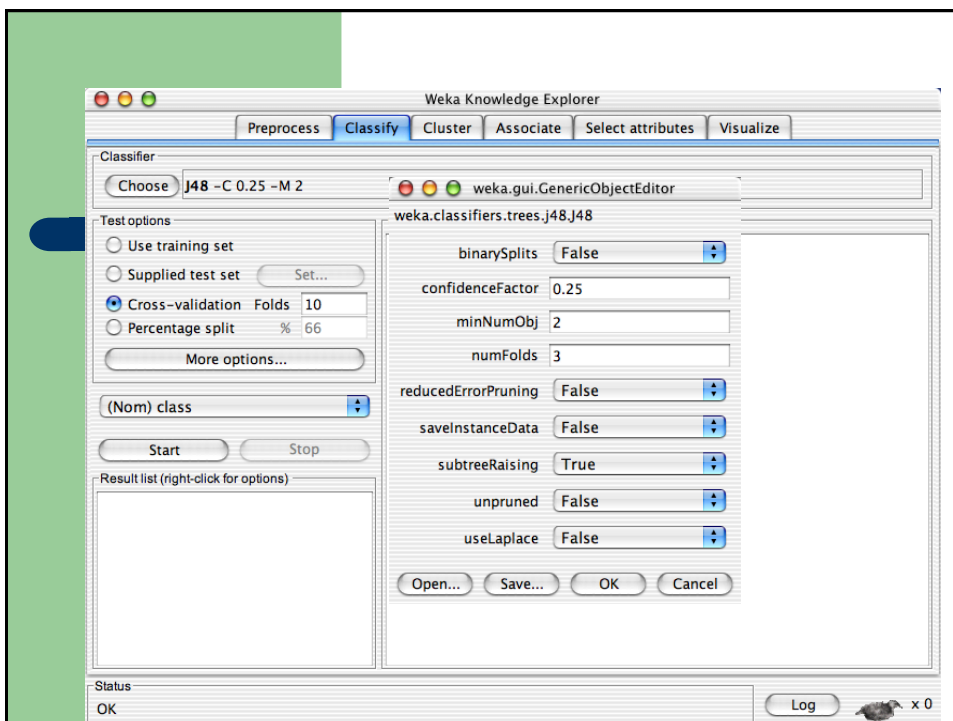 Weka Knowledge Explorer
Preprocess Classify Cluster Associate Select attributes Visualize
Classifier
Choose J48 -C 0.25 -M 2
weka.gui.GenericObjectEditor
weka.classifiers.trees.j48.J48
binarySplits False
confidenceFactor 0.25
minNumObj 2
numFolds 3
reducedErrorPruning False
saveInstanceData False
subtreeRaising True
unpruned False
useLaplace False
Open... Save... OK Cancel
Test options
Use training set
Supplied test set Set...
Cross-validation Folds 10
Percentage split % 66
More options...
(Nom) class
Start Stop
Result list (right-click for options)
Status
OK
Log x 0